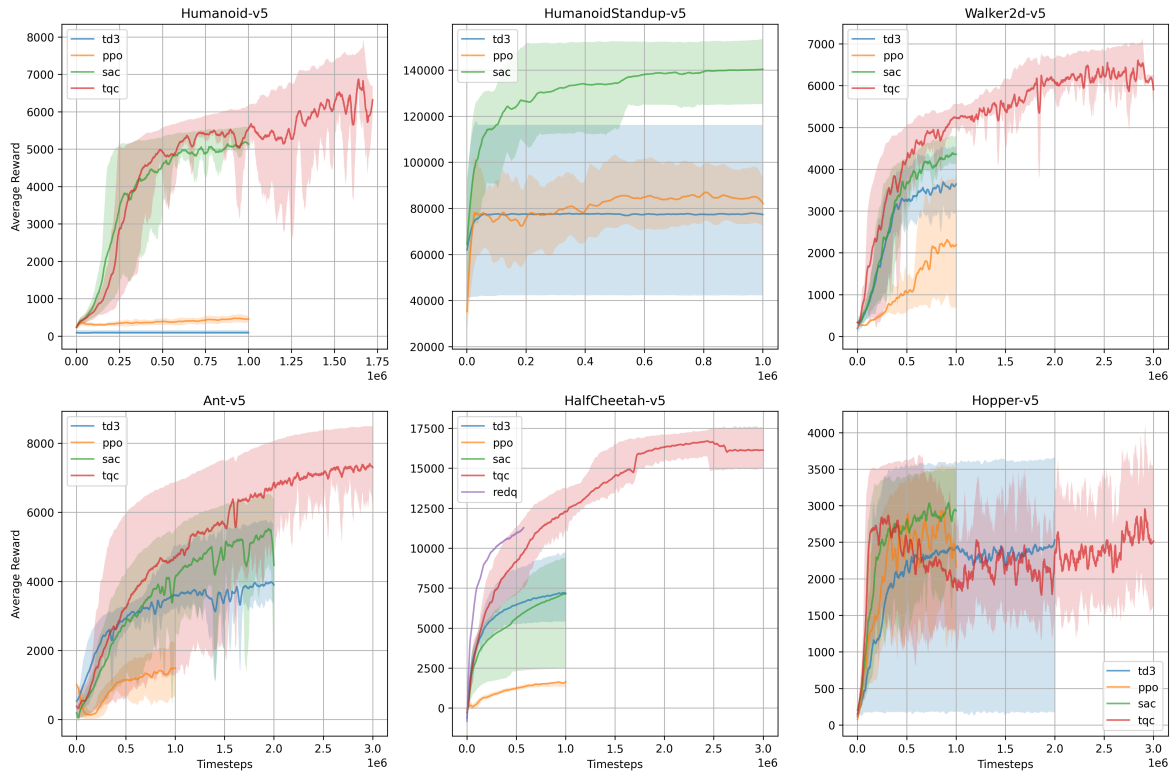 Humanoid-v5
td3
ppo
sac
tqc
Average Reward
8000
7000
6000
5000
4000
3000
2000
1000
0
0.00 0.25 0.50 0.75 1.00 1.25 1.50 1.75
1e6
HumanoidStandup-v5
td3
ppo
sac
140000
120000
100000
80000
60000
40000
20000
0.0 0.2 0.4 0.6 0.8 1.0
1e6
Walker2d-v5
td3
ppo
sac
tqc
7000
6000
5000
4000
3000
2000
1000
0
0.0 0.5 1.0 1.5 2.0 2.5 3.0
1e6
Ant-v5
td3
ppo
sac
tqc
Average Reward
8000
6000
4000
2000
0
0.0 0.5 1.0 1.5 2.0 2.5 3.0
Timesteps
1e6
HalfCheetah-v5
td3
ppo
sac
tqc
redq
17500
15000
12500
10000
7500
5000
2500
0
0.0 0.5 1.0 1.5 2.0 2.5 3.0
Timesteps
1e6
Hopper-v5
4000
3500
3000
2500
2000
1500
1000
500
0
td3
ppo
sac
tqc
0.0 0.5 1.0 1.5 2.0 2.5 3.0
Timesteps
1e6